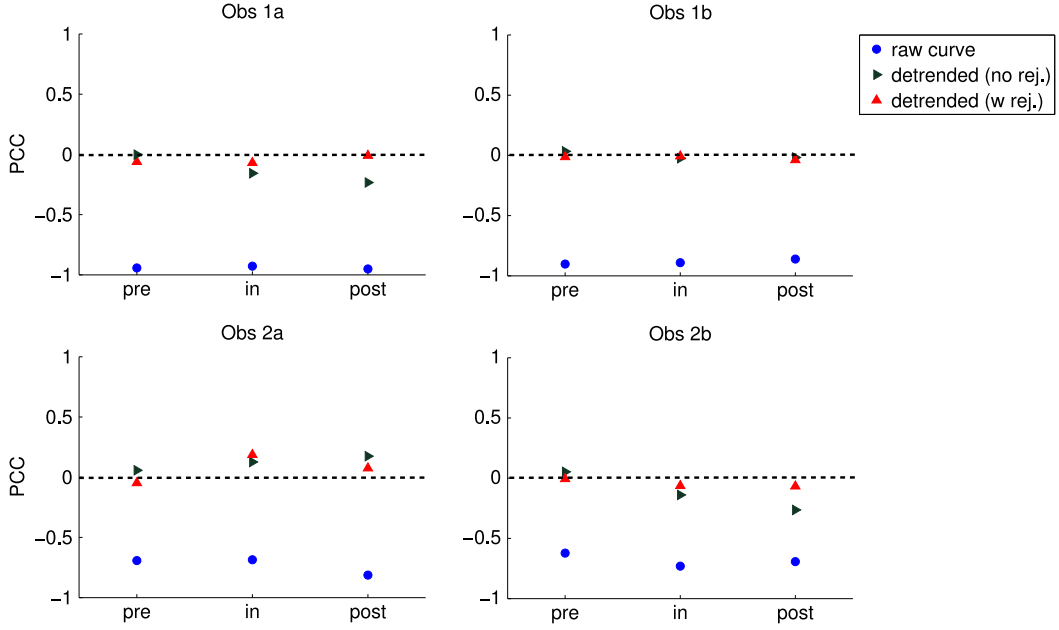 Obs 1a
1
0.5
0
−0.5
−1
PCC
pre in post
Obs 1b
1
0.5
0
−0.5
−1
pre in post
raw curve
detrended (no rej.)
detrended (w rej.)
Obs 2a
1
0.5
0
−0.5
−1
PCC
pre in post
Obs 2b
1
0.5
0
−0.5
−1
pre in post